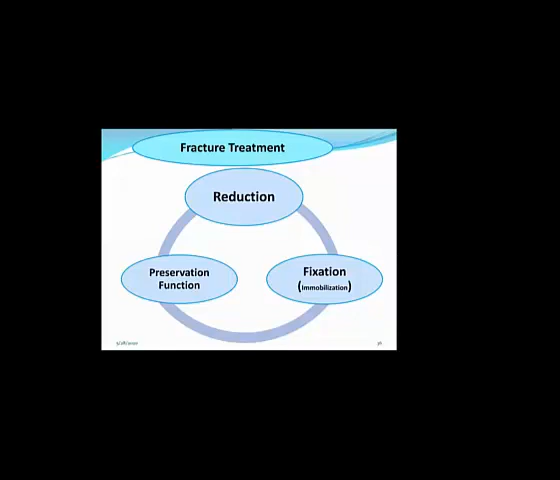 Fracture Treatment
Reduction
Preservation
Function
Fixation
(Immobilization)